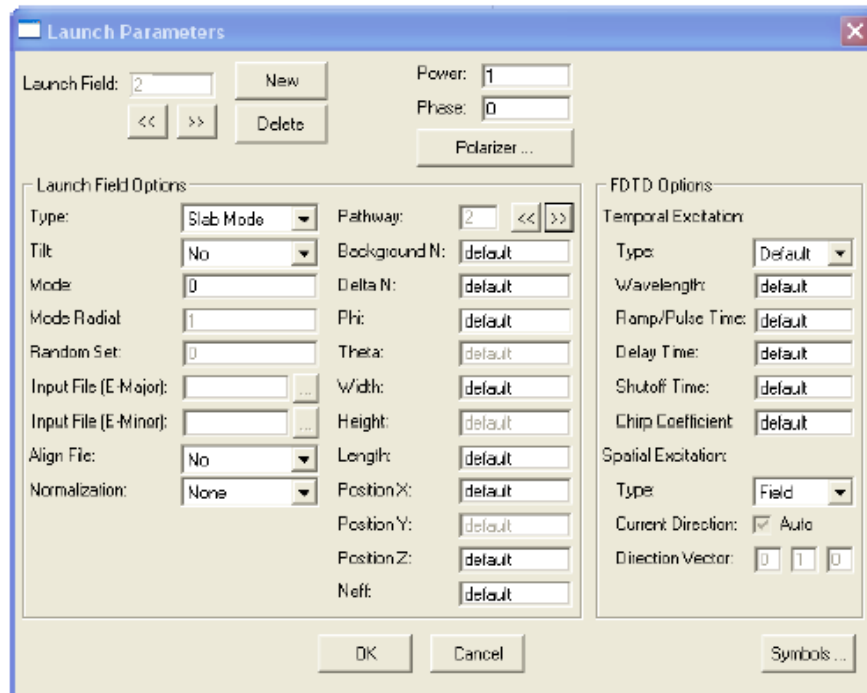 Launch Parameters
Launch Field: 2 New
<< >> Delete
Power: 1
Phase: 0
Polarizer ...
Launch Field Options
Type: Slab Mode
Tilt: No
Mode: 0
Mode Radial: 1
Random Set: 0
Input File (E-Major): ...
Input File (E-Minor): ...
Align File: No
Normalization: None
Pathway: 2 << >>
Background N: default
Delta N: default
Phi: default
Theta: default
Width: default
Height: default
Length: default
Position X: default
Position Y: default
Position Z: default
Neff: default
FDTD Options
Temporal Excitation:
Type: Default
Wavelength: default
Ramp/Pulse Time: default
Delay Time: default
Shutoff Time: default
Chirp Coefficient: default
Spatial Excitation:
Type: Field
Current Direction: Auto
Direction Vector: 0 1 0
OK Cancel Symbols ...